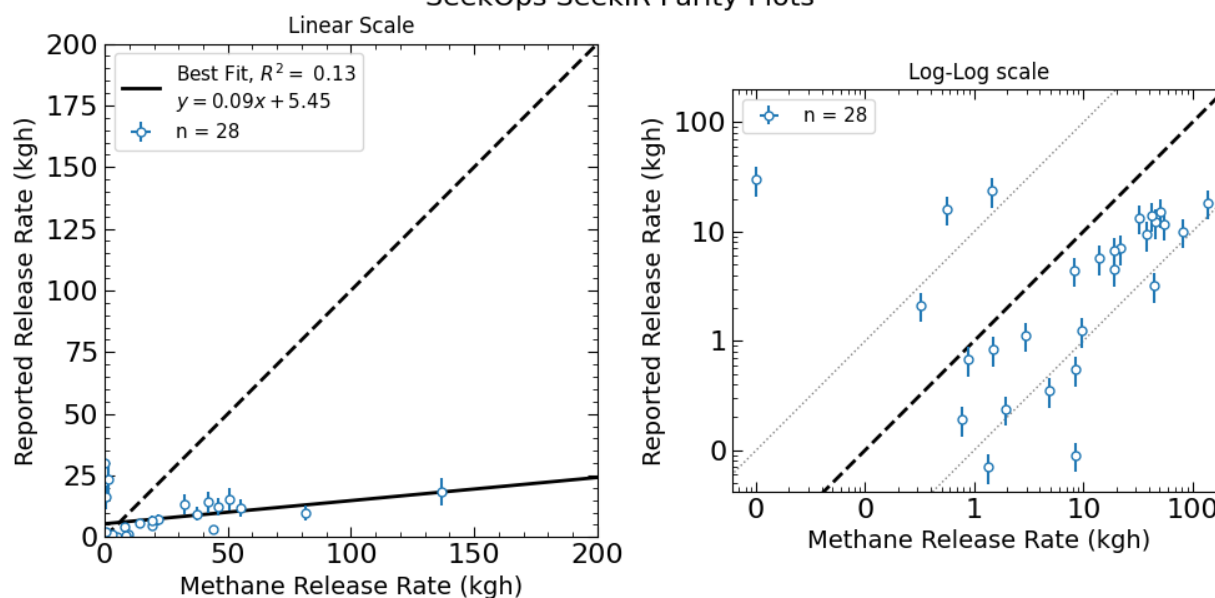 SeekOps SeekIR Parity Plots
Linear Scale
200
175
150
125
100
75
50
25
0
Reported Release Rate (kgh)
Best Fit, R² = 0.13
y = 0.09x + 5.45
n = 28
0
50
100
150
200
Methane Release Rate (kgh)
Log-Log scale
100
10
1
0
Reported Release Rate (kgh)
n = 28
0
0
1
10
100
Methane Release Rate (kgh)